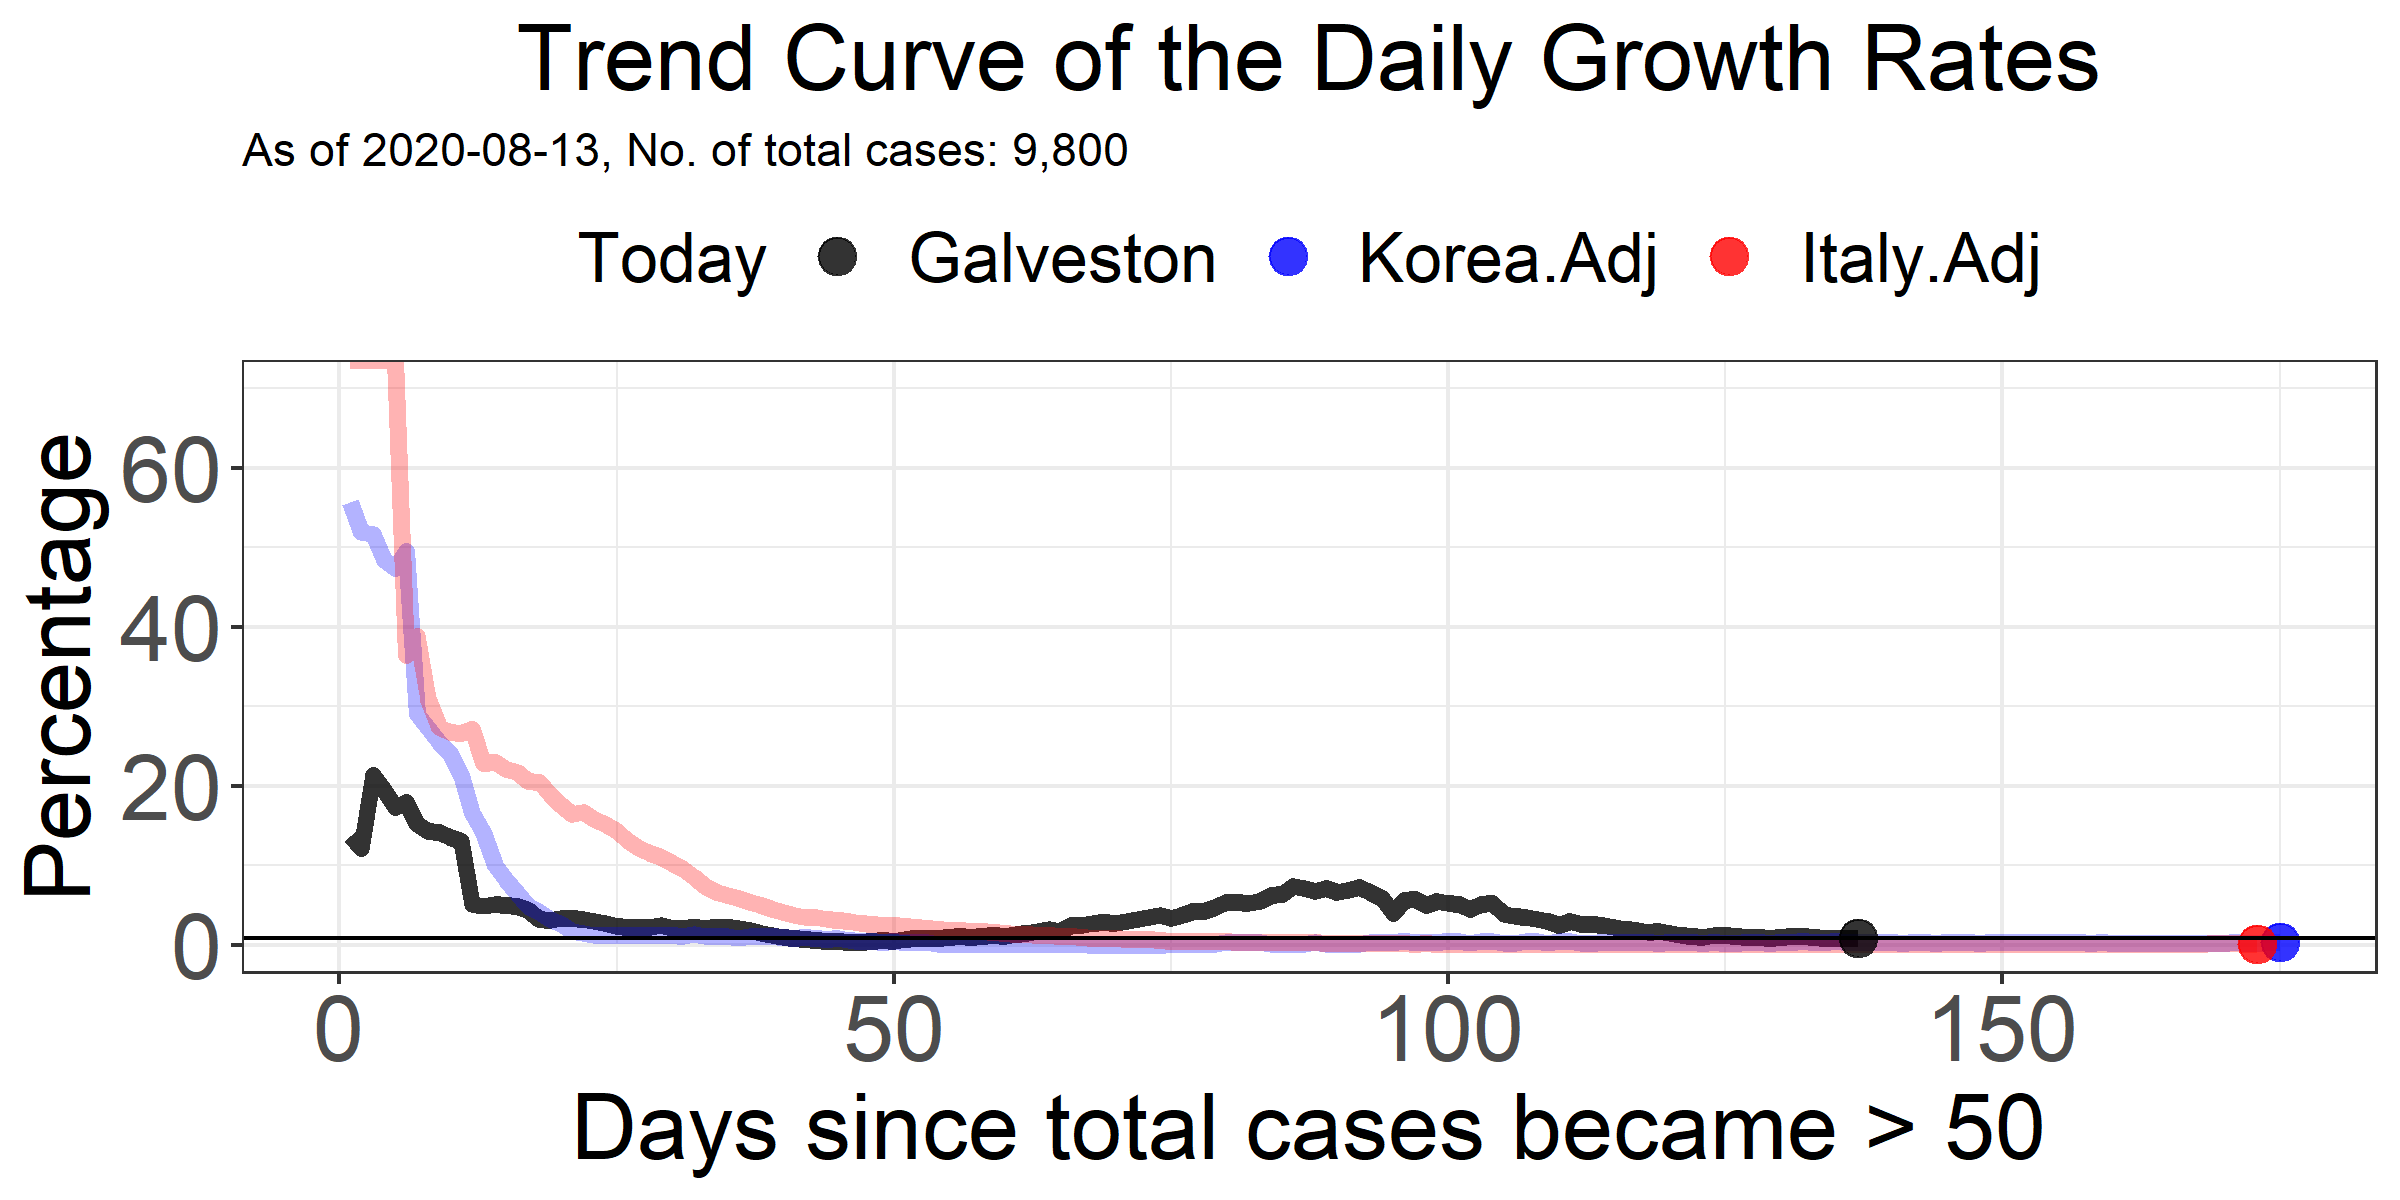 Trend Curve of the Daily Growth Rates
As of 2020-08-13, No. of total cases: 9,800
Today Galveston Korea.Adj Italy.Adj
Percentage
60
40
20
0
0 50 100 150
Days since total cases became > 50